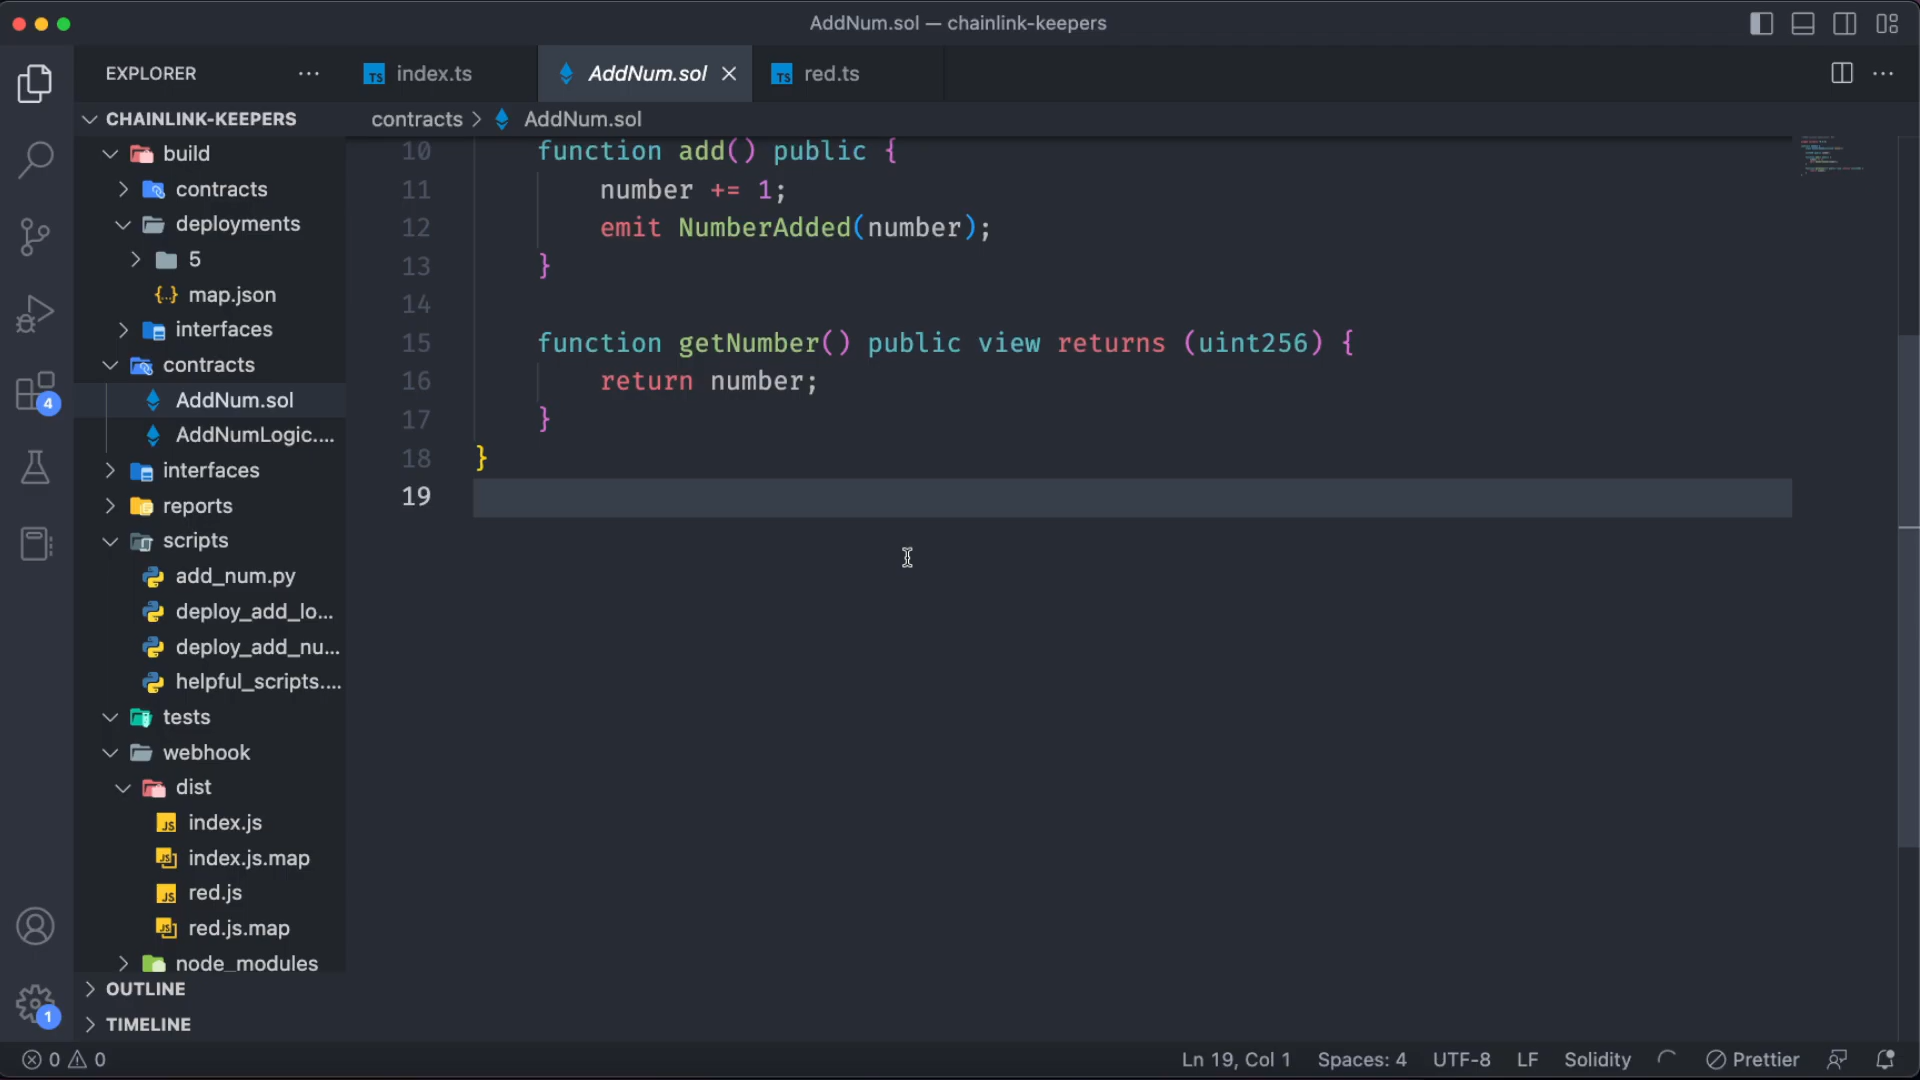 AddNum.sol — chainlink-keepers
EXPLORER
index.ts
AddNum.sol
red.ts
CHAINLINK-KEEPERS
contracts > AddNum.sol
build
contracts
deployments
5
map.json
interfaces
contracts
AddNum.sol
AddNumLogic....
interfaces
reports
scripts
add_num.py
deploy_add_lo...
deploy_add_nu...
helpful_scripts....
tests
webhook
dist
index.js
index.js.map
red.js
red.js.map
node_modules
OUTLINE
TIMELINE
10 function add() public {
11 number += 1;
12 emit NumberAdded(number);
13 }
14
15 function getNumber() public view returns (uint256) {
16 return number;
17 }
18 }
19
4
1
0 0
Ln 19, Col 1 Spaces: 4 UTF-8 LF Solidity Prettier